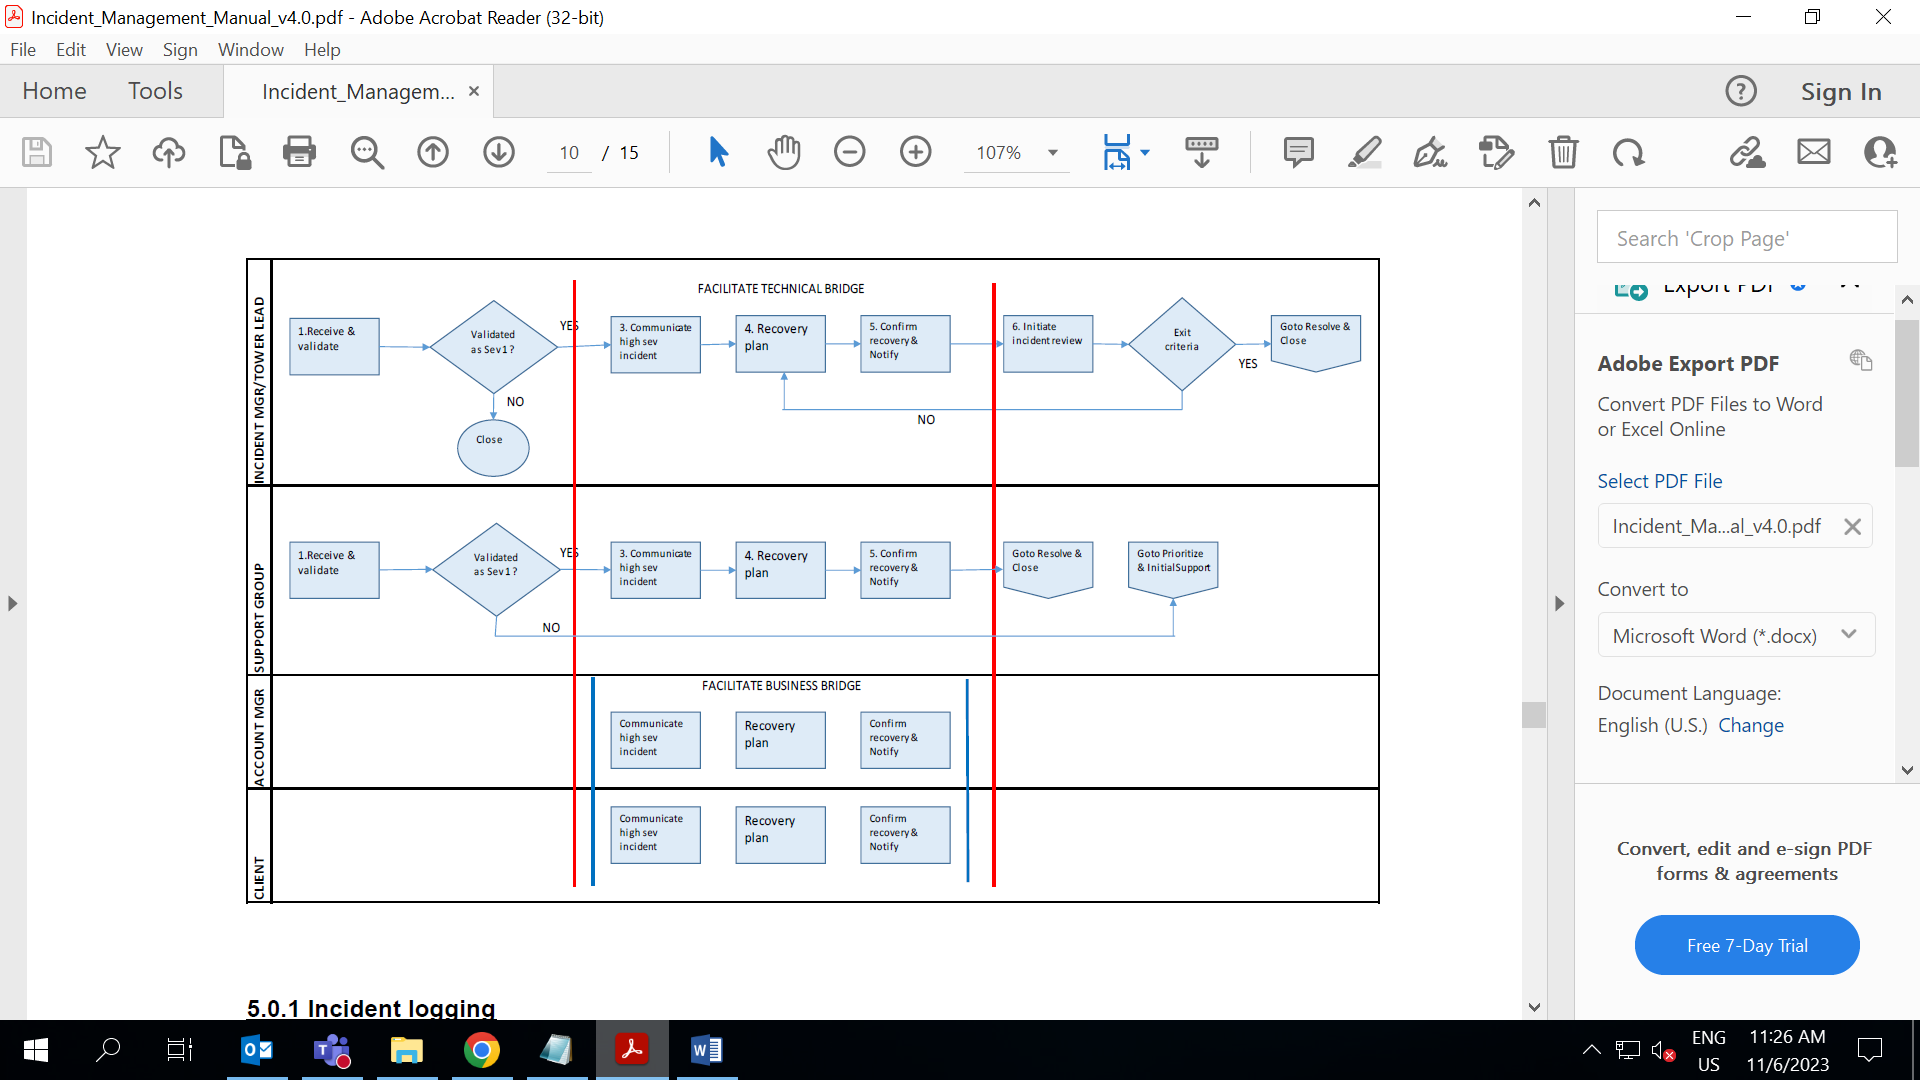 Incident_Management_Manual_v4.0.pdf - Adobe Acrobat Reader (32-bit)
File Edit View Sign Window Help
Home Tools Incident_Managem... × Sign In
10 / 15 107%
FACILITATE TECHNICAL BRIDGE
INCIDENT MGR/TOWER LEAD
1.Receive &
validate
Validated
as Sev1?
YES
NO
Close
3. Communicate
high sev
incident
4. Recovery
plan
5. Confirm
recovery &
Notify
6. Initiate
incident review
Exit
criteria
YES
NO
Goto Resolve &
Close
SUPPORT GROUP
1.Receive &
validate
Validated
as Sev1?
YES
NO
3. Communicate
high sev
incident
4. Recovery
plan
5. Confirm
recovery &
Notify
Goto Resolve &
Close
Goto Prioritize
& Initial Support
FACILITATE BUSINESS BRIDGE
ACCOUNT MGR
Communicate
high sev
incident
Recovery
plan
Confirm
recovery &
Notify
CLIENT
Communicate
high sev
incident
Recovery
plan
Confirm
recovery &
Notify
5.0.1 Incident logging
Search 'Crop Page'
Export PDF
Adobe Export PDF
Convert PDF Files to Word
or Excel Online
Select PDF File
Incident_Ma...al_v4.0.pdf
Convert to
Microsoft Word (*.docx)
Document Language:
English (U.S.) Change
Convert, edit and e-sign PDF
forms & agreements
Free 7-Day Trial
ENG
US
11:26 AM
11/6/2023